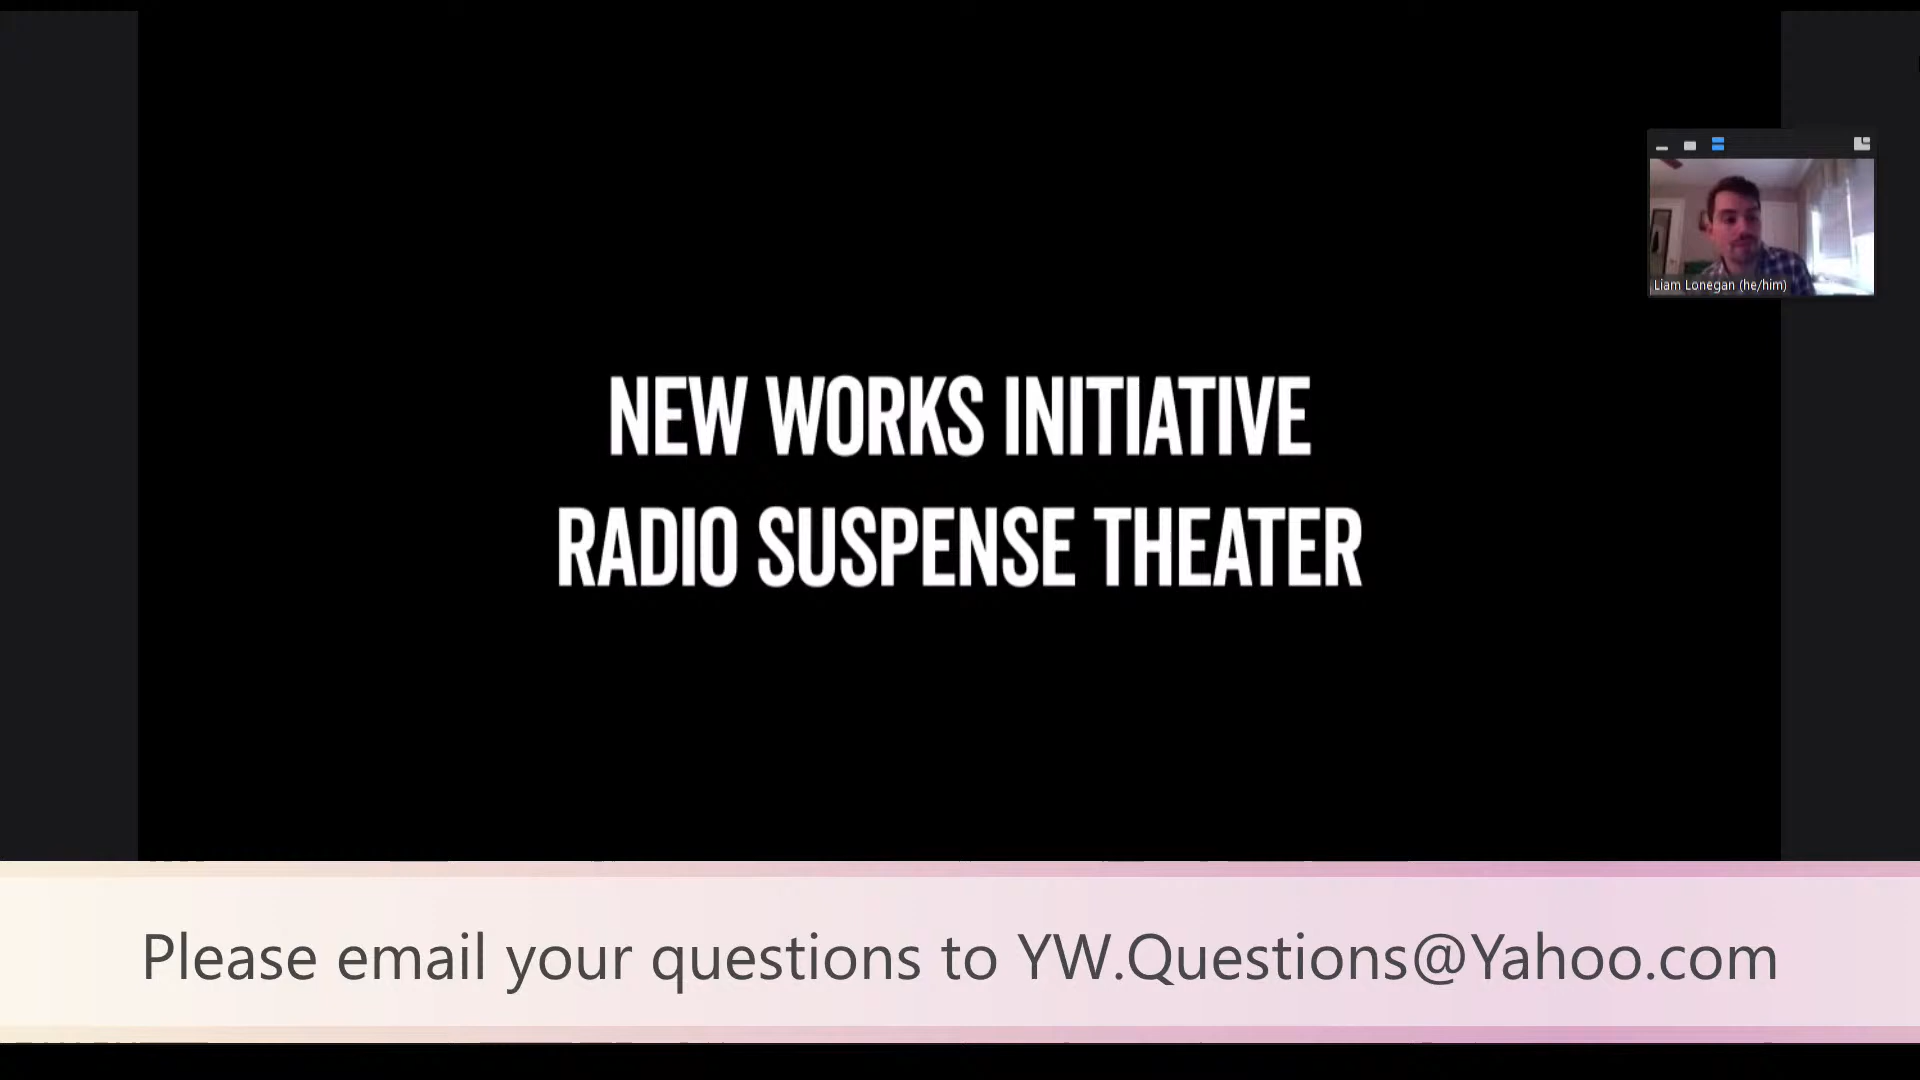 Liam Lonegan (he/him)
NEW WORKS INITIATIVE
RADIO SUSPENSE THEATER
Please email your questions to YW.Questions@Yahoo.com